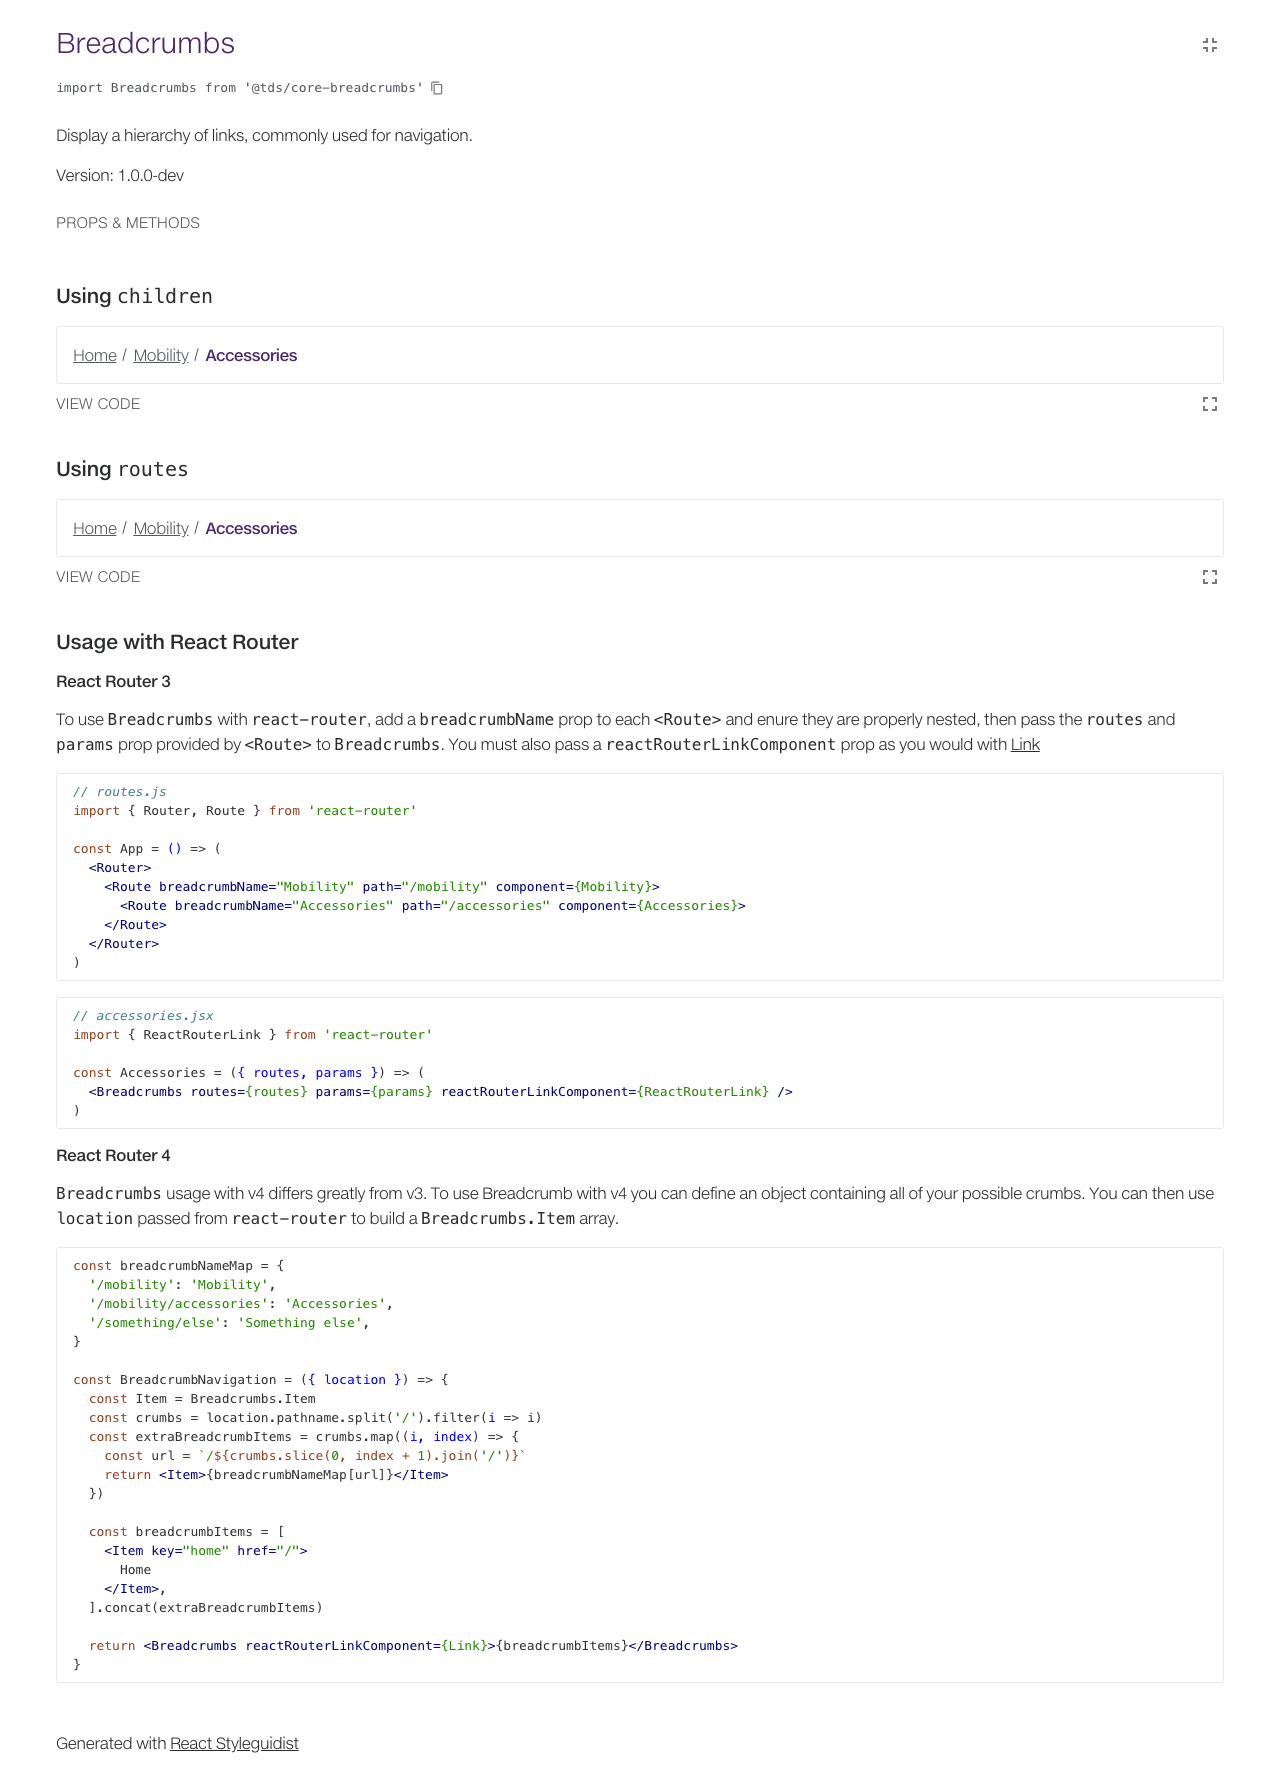 Breadcrumbs
import Breadcrumbs from '@tds/core-breadcrumbs'
Display a hierarchy of links, commonly used for navigation.
Version: 1.0.0-dev
PROPS & METHODS
Using children
Home / Mobility / Accessories
VIEW CODE
Using routes
Home / Mobility / Accessories
VIEW CODE
Usage with React Router
React Router 3
To use Breadcrumbs with react-router, add a breadcrumbName prop to each <Route> and enure they are properly nested, then pass the routes and
params prop provided by <Route> to Breadcrumbs. You must also pass a reactRouterLinkComponent prop as you would with Link
// routes.js
import { Router, Route } from 'react-router'
const App = () => (
  <Router>
    <Route breadcrumbName="Mobility" path="/mobility" component={Mobility}>
      <Route breadcrumbName="Accessories" path="/accessories" component={Accessories}>
    </Route>
  </Router>
)
// accessories.jsx
import { ReactRouterLink } from 'react-router'
const Accessories = ({ routes, params }) => (
  <Breadcrumbs routes={routes} params={params} reactRouterLinkComponent={ReactRouterLink} />
)
React Router 4
Breadcrumbs usage with v4 differs greatly from v3. To use Breadcrumb with v4 you can define an object containing all of your possible crumbs. You can then use
location passed from react-router to build a Breadcrumbs.Item array.
const breadcrumbNameMap = {
  '/mobility': 'Mobility',
  '/mobility/accessories': 'Accessories',
  '/something/else': 'Something else',
}
const BreadcrumbNavigation = ({ location }) => {
  const Item = Breadcrumbs.Item
  const crumbs = location.pathname.split('/').filter(i => i)
  const extraBreadcrumbItems = crumbs.map((i, index) => {
    const url = `/${crumbs.slice(0, index + 1).join('/')}`
    return <Item>{breadcrumbNameMap[url]}</Item>
  })
  const breadcrumbItems = [
    <Item key="home" href="/">
      Home
    </Item>,
  ].concat(extraBreadcrumbItems)
  return <Breadcrumbs reactRouterLinkComponent={Link}>{breadcrumbItems}</Breadcrumbs>
}
Generated with React Styleguidist